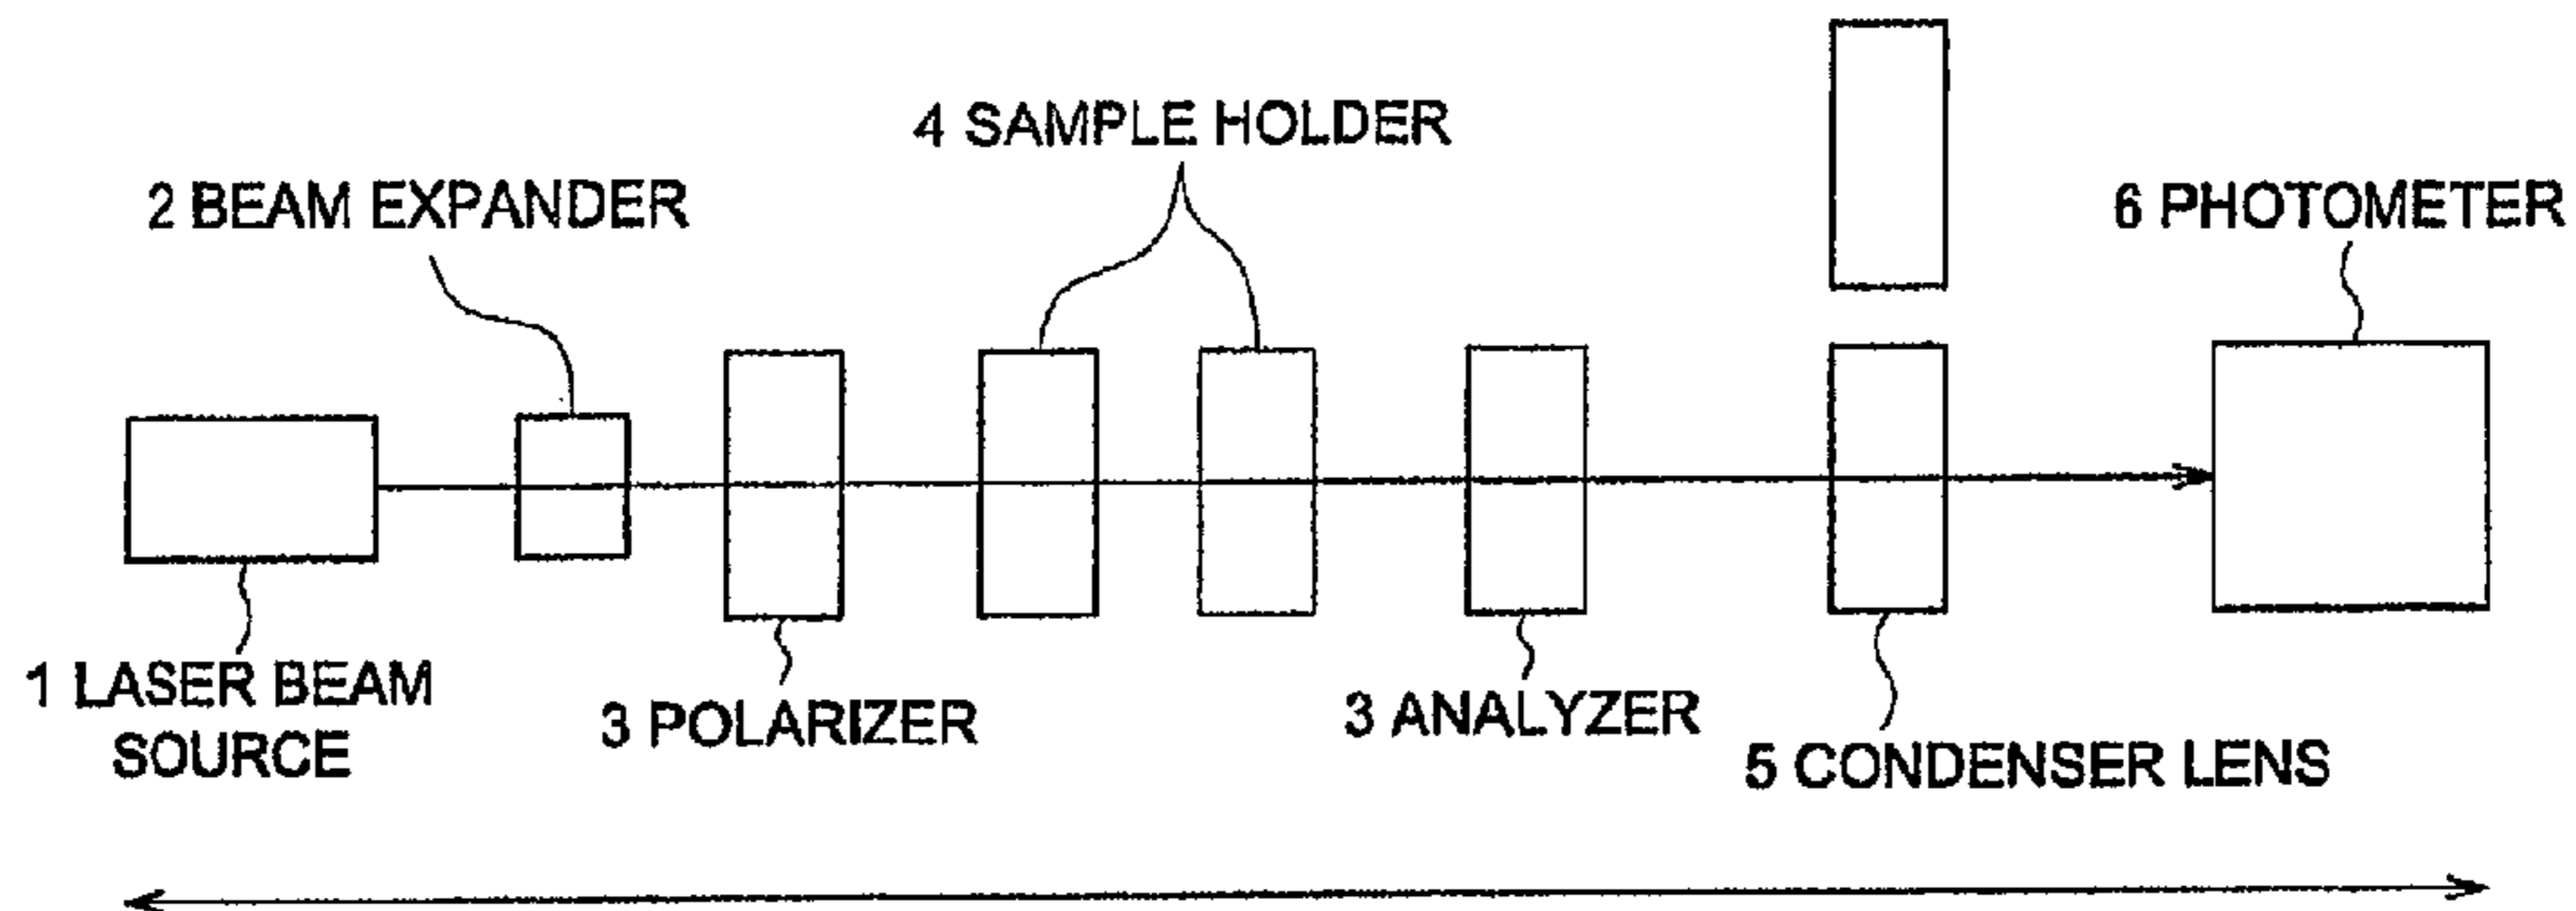 4 SAMPLE HOLDER
2 BEAM EXPANDER
6 PHOTOMETER
1 LASER BEAM
SOURCE
3 POLARIZER
3 ANALYZER
5 CONDENSER LENS